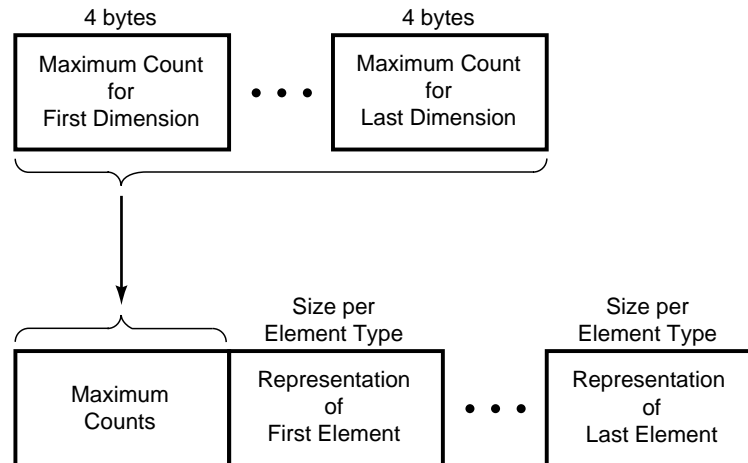 4 bytes
4 bytes
Maximum Count
for
First Dimension
Maximum Count
for
Last Dimension
Size per
Element Type
Size per
Element Type
Maximum
Counts
Representation
of
First Element
Representation
of
Last Element